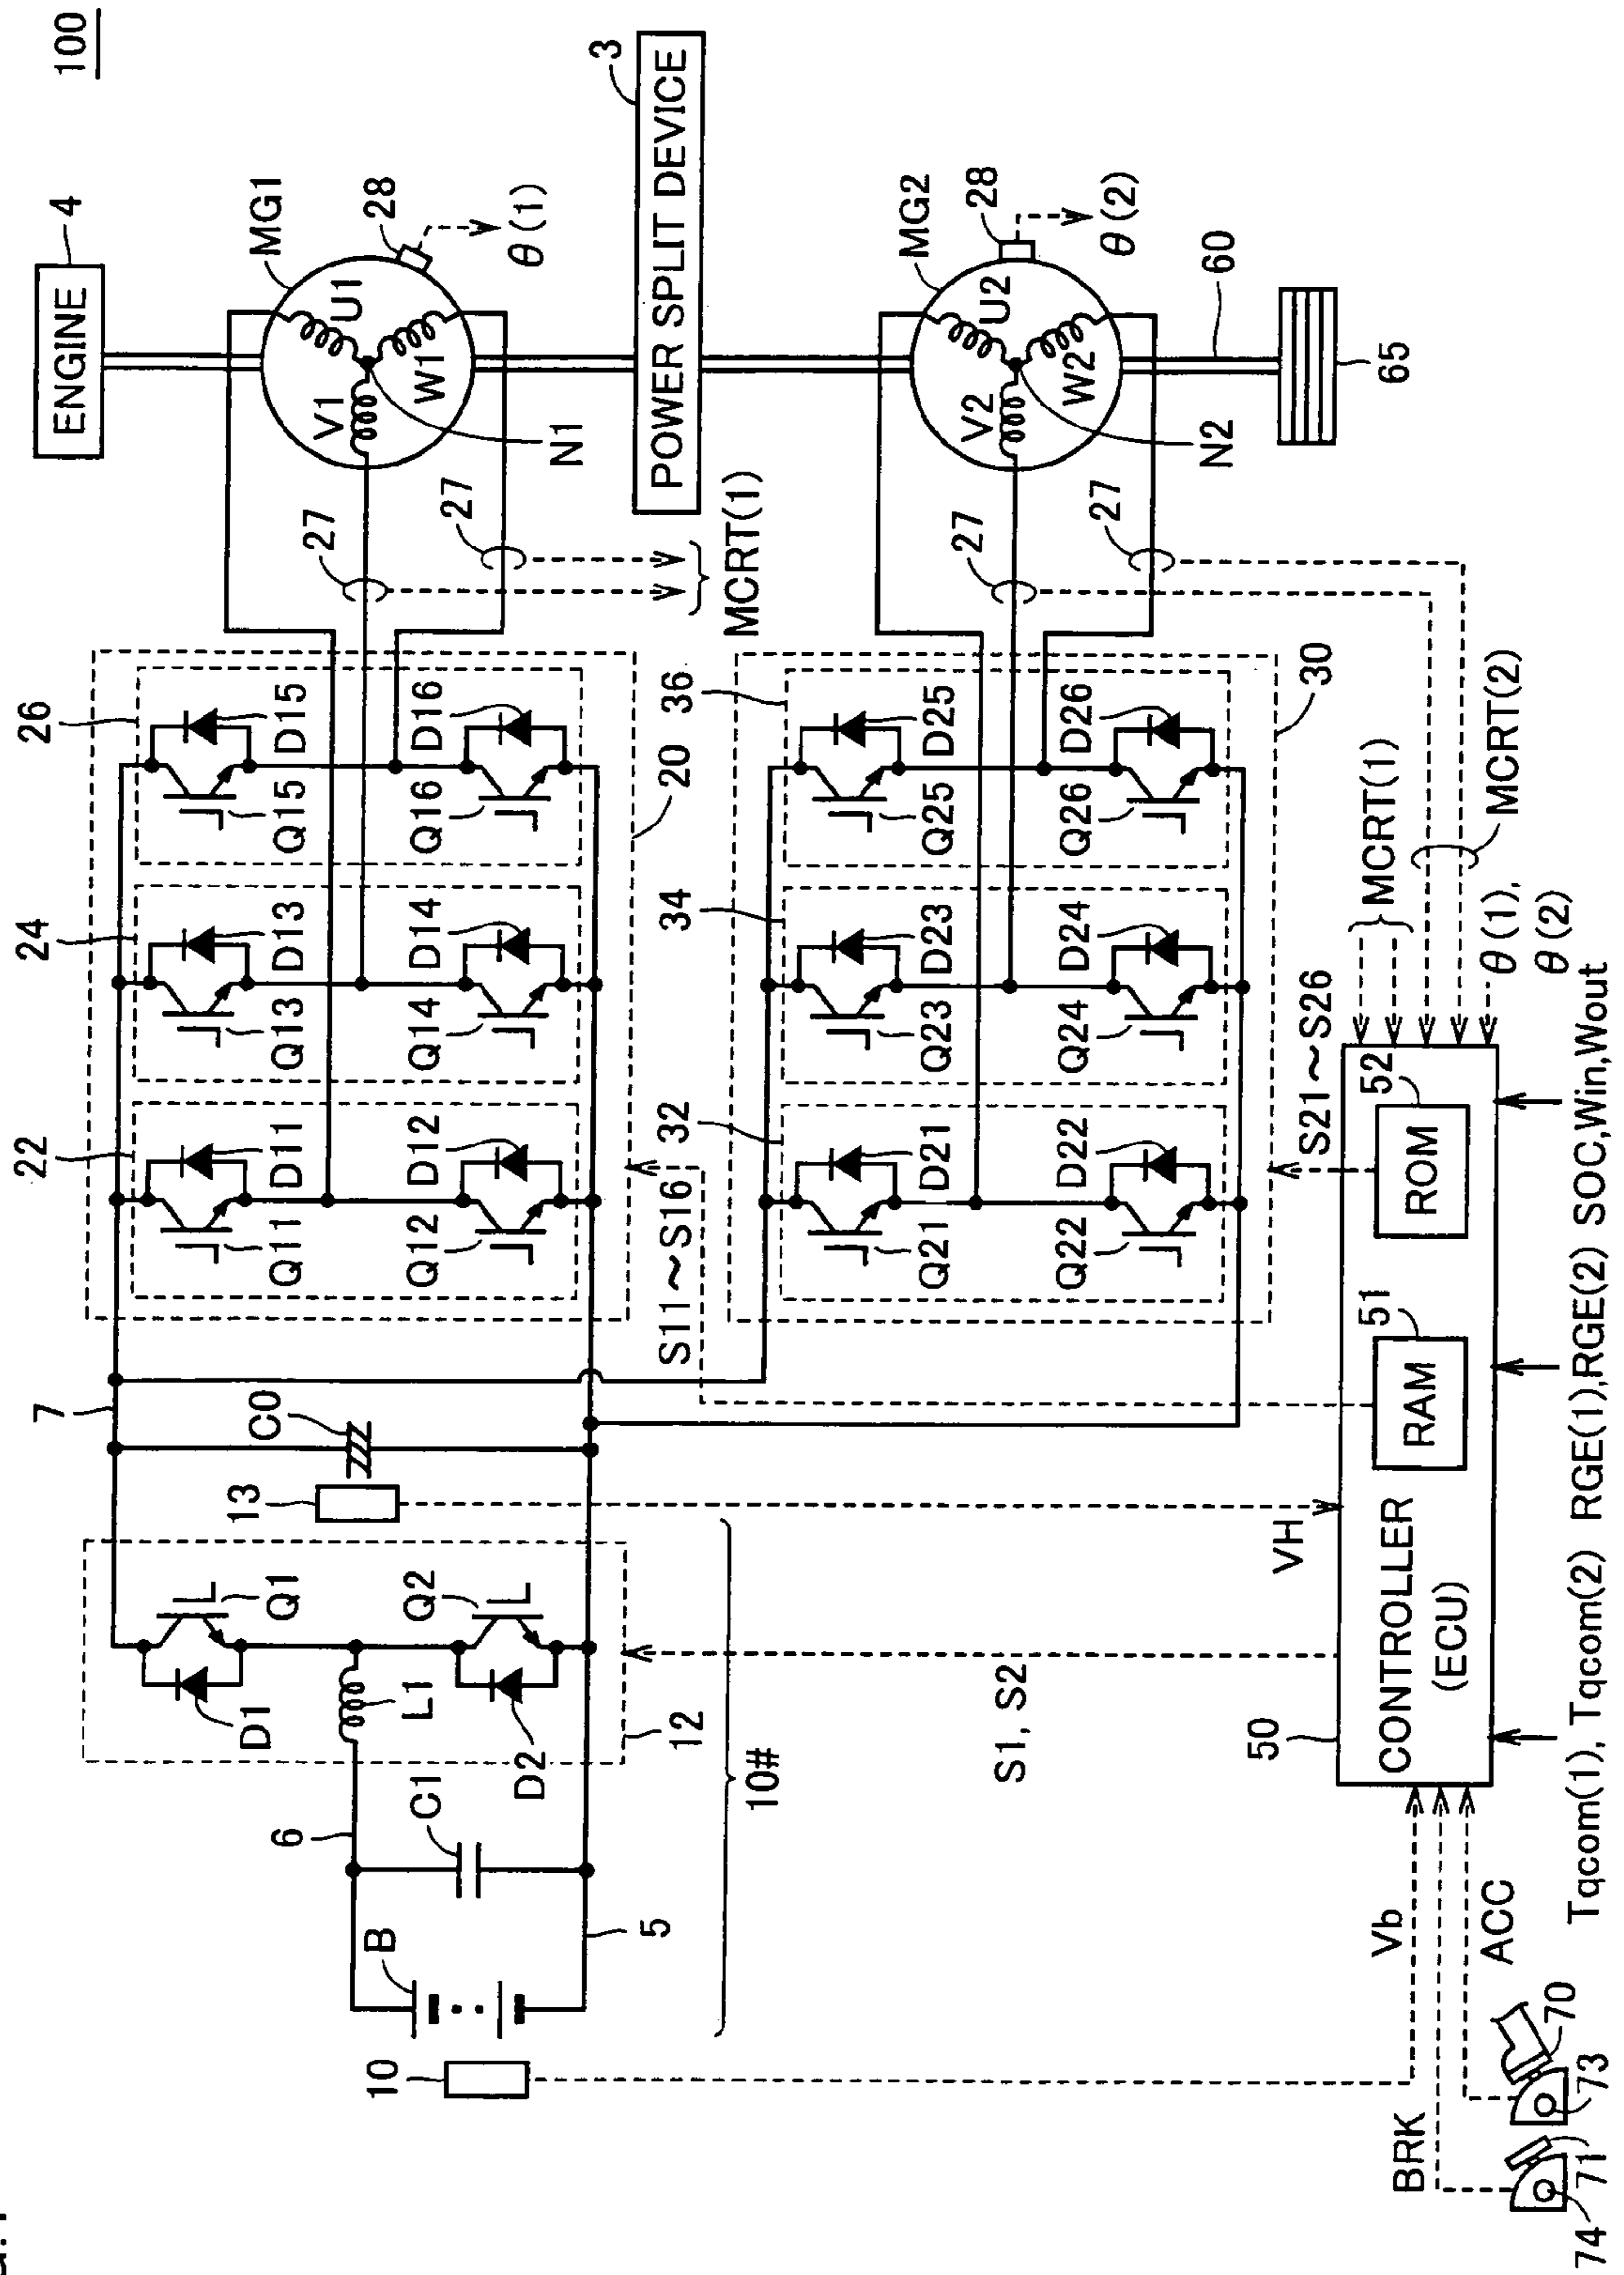 100
ENGINE
4
MG1
28
θ(1)
U1
V1
W1
N1
27
27
MCRT(1)
3
POWER SPLIT DEVICE
MG2
28
θ(2)
U2
V2
W2
N2
60
65
27
27
26
D15
D16
Q15
Q16
24
D13
D14
Q13
Q14
22
D11
D12
Q11
Q12
20
S11~S16
36
D25
D26
Q25
Q26
34
D23
D24
Q23
Q24
32
D21
D22
Q21
Q22
30
S21~S26
MCRT(1)
MCRT(2)
θ(1),
θ(2)
7
C0
13
VH
Q1
Q2
D1
D2
L1
12
S1, S2
6
C1
B
5
10#
10
50
CONTROLLER
(ECU)
RAM
51
ROM
52
Vb
BRK
ACC
70
73
71
74
Tqcom(1), Tqcom(2)
RGE(1),RGE(2)
SOC,Win,Wout